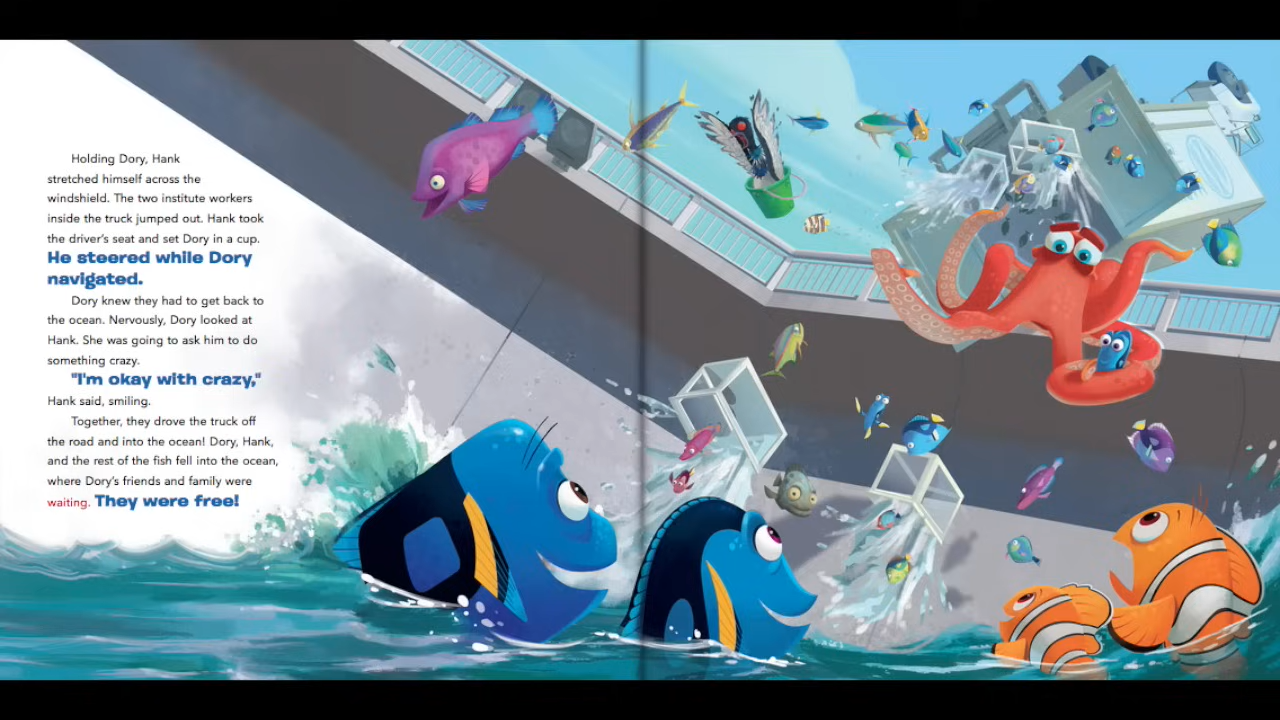 Holding Dory, Hank
stretched himself across the
windshield. The two institute workers
inside the truck jumped out. Hank took
the driver's seat and set Dory in a cup.
He steered while Dory
navigated.
Dory knew they had to get back to
the ocean. Nervously, Dory looked at
Hank. She was going to ask him to do
something crazy.
"I'm okay with crazy,"
Hank said, smiling.
Together, they drove the truck off
the road and into the ocean! Dory, Hank,
and the rest of the fish fell into the ocean,
where Dory's friends and family were
waiting. They were free!